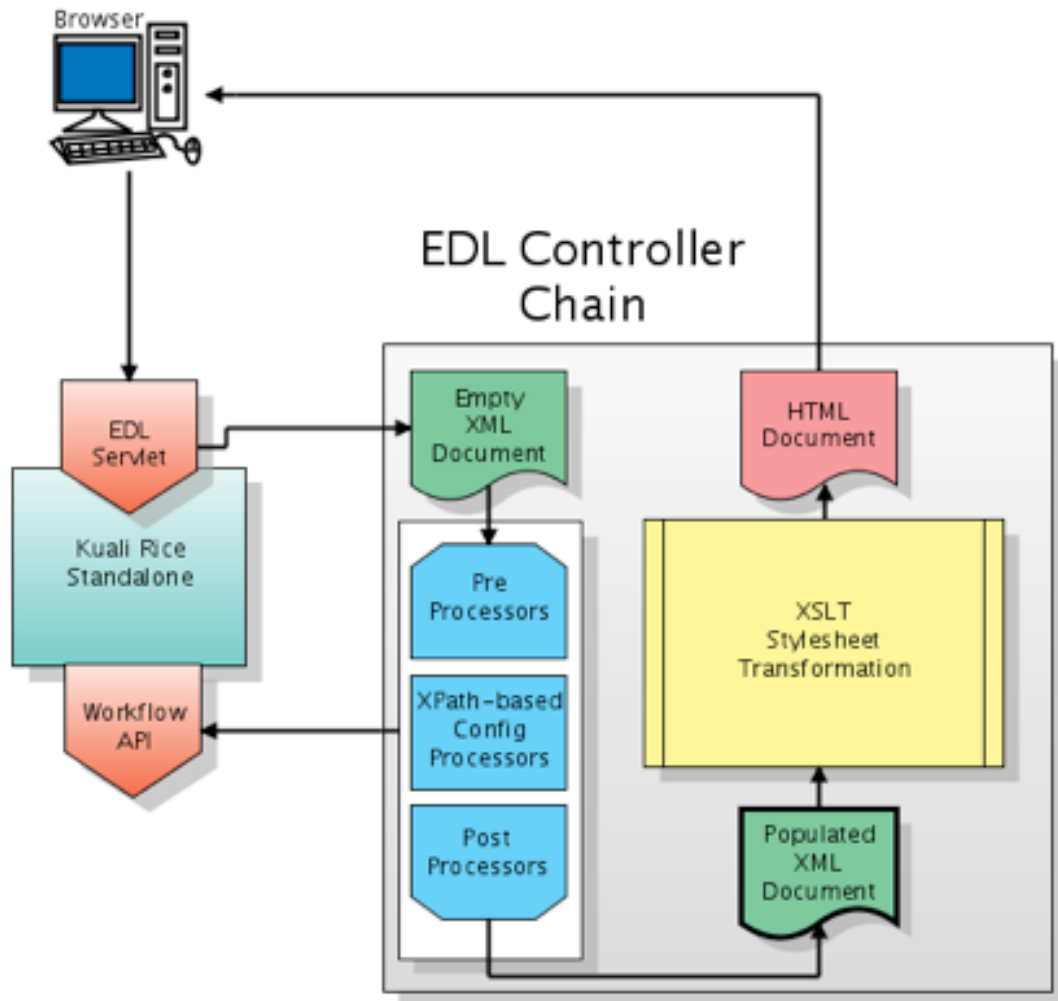 Browser
EDL Controller
Chain
EDL
Servlet
Empty
XML
Document
HTML
Document
Kuali Rice
Standalone
Pre
Processors
XSLT
Stylesheet
Transformation
Workflow
API
XPath-based
Config
Processors
Post
Processors
Populated
XML
Document